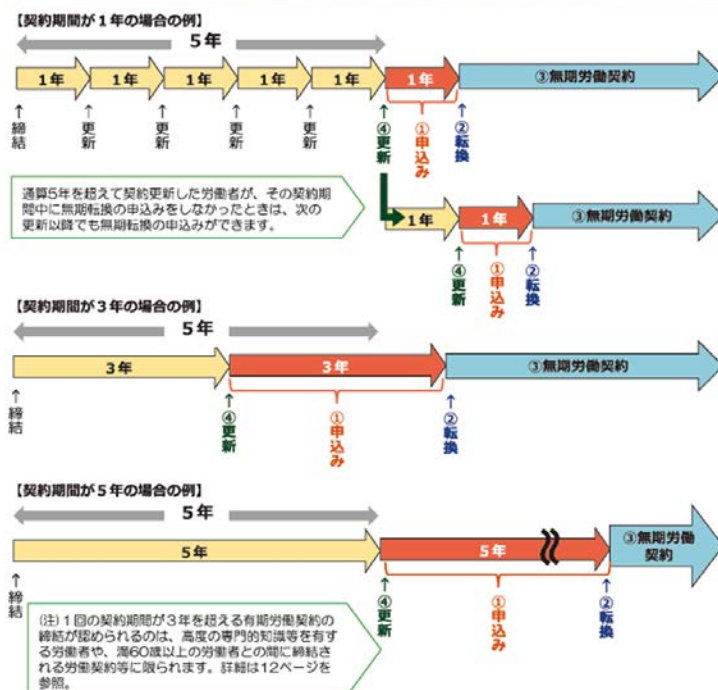 【契約期間が1年の場合の例】
5年
1年 1年 1年 1年 1年 1年 ③無期労働契約
↑締結 ↑更新 ↑更新 ↑更新 ↑更新 ↑④更新 ①申込み ↑②転換
通算5年を超えて契約更新した労働者が、その契約期
間中に無期転換の申込みをしなかったときは、次の
更新以降でも無期転換の申込みができます。
1年 1年 ③無期労働契約
↑④更新 ①申込み ↑②転換
【契約期間が3年の場合の例】
5年
3年 3年 ③無期労働契約
↑締結 ↑④更新 ①申込み ↑②転換
【契約期間が5年の場合の例】
5年
5年 5年 ③無期労働
契約
↑締結 ↑④更新 ①申込み ↑②転換
(注)1回の契約期間が3年を超える有期労働契約の
締結が認められるのは、高度の専門的知識等を有す
る労働者や、満60歳以上の労働者との間に締結さ
れる労働契約等に限られます。詳細は12ページを
参照。